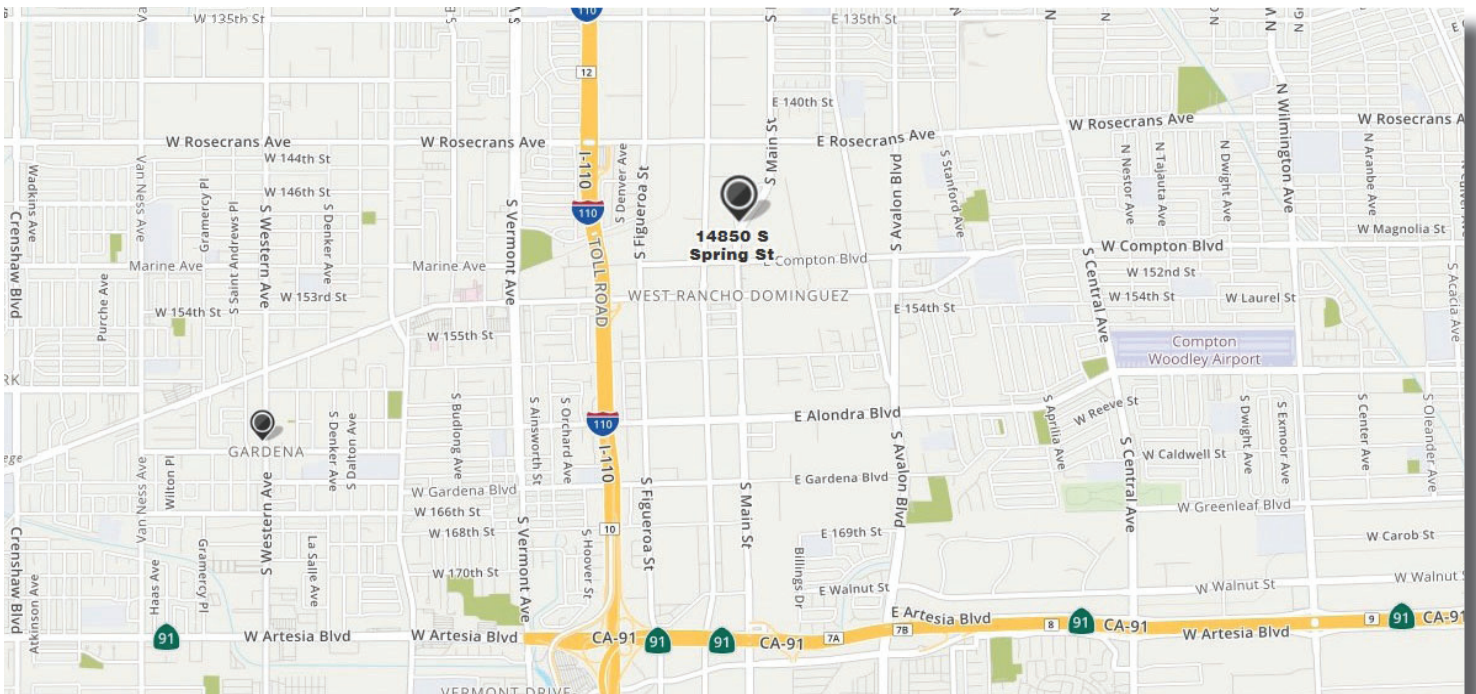 110
W 135th St
E 135th St
12
E 140th St
W Rosecrans Ave
W Rosecrans Ave
E Rosecrans Ave
W Rosecrans Ave
W Rosecrans A
W 144th St
W 146th St
Wadkins Ave
Van Ness Ave
Gramercy Pl
S Saint Andrews Pl
S Western Ave
S Denker Ave
S Vermont Ave
I-110
110
TOLL ROAD
S Denver Ave
S Figueroa St
S Main St
14850 S
Spring St
E Compton Blvd
S Avalon Blvd
S Stanford Ave
S Central Ave
N Nestor Ave
N Tajauta Ave
N Dwight Ave
N Wilmington Ave
N Aranbe Ave
W Magnolia St
W Compton Blvd
Crenshaw Blvd
Marine Ave
Marine Ave
W 152nd St
W 153rd St
W 154th St
W 154th St
W Laurel St
WEST RANCHO DOMINGUEZ
E 154th St
W 155th St
Purche Ave
S Acacia Ave
Compton
Woodley Airport
GARDENA
S Denker Ave
S Dalton Ave
S Budlong Ave
S Ainsworth St
S Orchard Ave
110
I-110
E Alondra Blvd
S Aprilia Ave
W Reeve St
S Dwight Ave
S Exmoor Ave
S Center Ave
S Oleander Ave
Van Ness Ave
Wilton Pl
W Caldwell St
W Gardena Blvd
E Gardena Blvd
W Greenleaf Blvd
W 166th St
W 168th St
W 170th St
10
S Figueroa St
S Main St
S Avalon Blvd
S Central Ave
E 169th St
W Carob St
Crenshaw Blvd
Atkinson Ave
Haas Ave
Gramercy Pl
S Western Ave
La Salle Ave
S Vermont Ave
S Hoover St
Billings Dr
E Walnut St
W Walnut St
W Walnut
91
W Artesia Blvd
W Artesia Blvd
CA-91
91
91
CA-91
7A
7B
E Artesia Blvd
8
91
CA-91
W Artesia Blvd
9
91
CA-91
VERMONT DRIVE